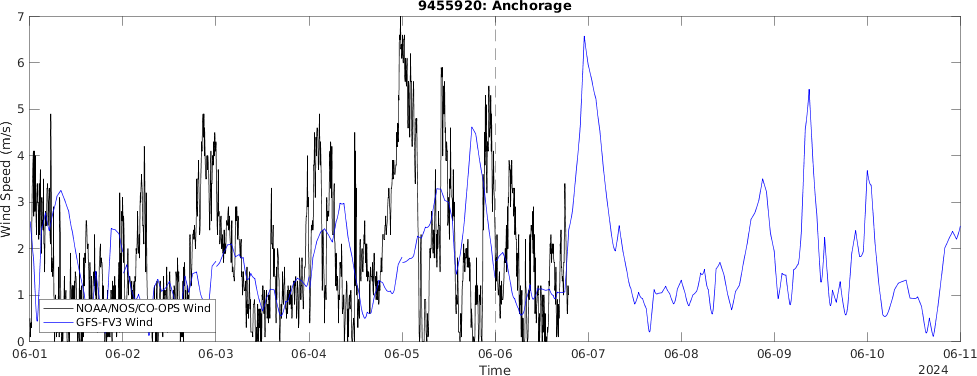 9455920: Anchorage
7
6
5
4
3
2
1
0
Wind Speed (m/s)
NOAA/NOS/CO-OPS Wind
GFS-FV3 Wind
06-01 06-02 06-03 06-04 06-05 06-06 06-07 06-08 06-09 06-10 06-11
Time
2024